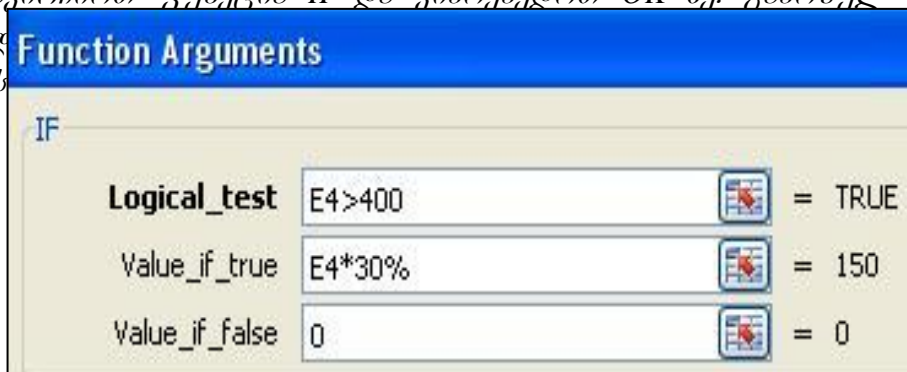 Function Arguments
IF
Logical_test E4>400 = TRUE
Value_if_true E4*30% = 150
Value_if_false 0 = 0